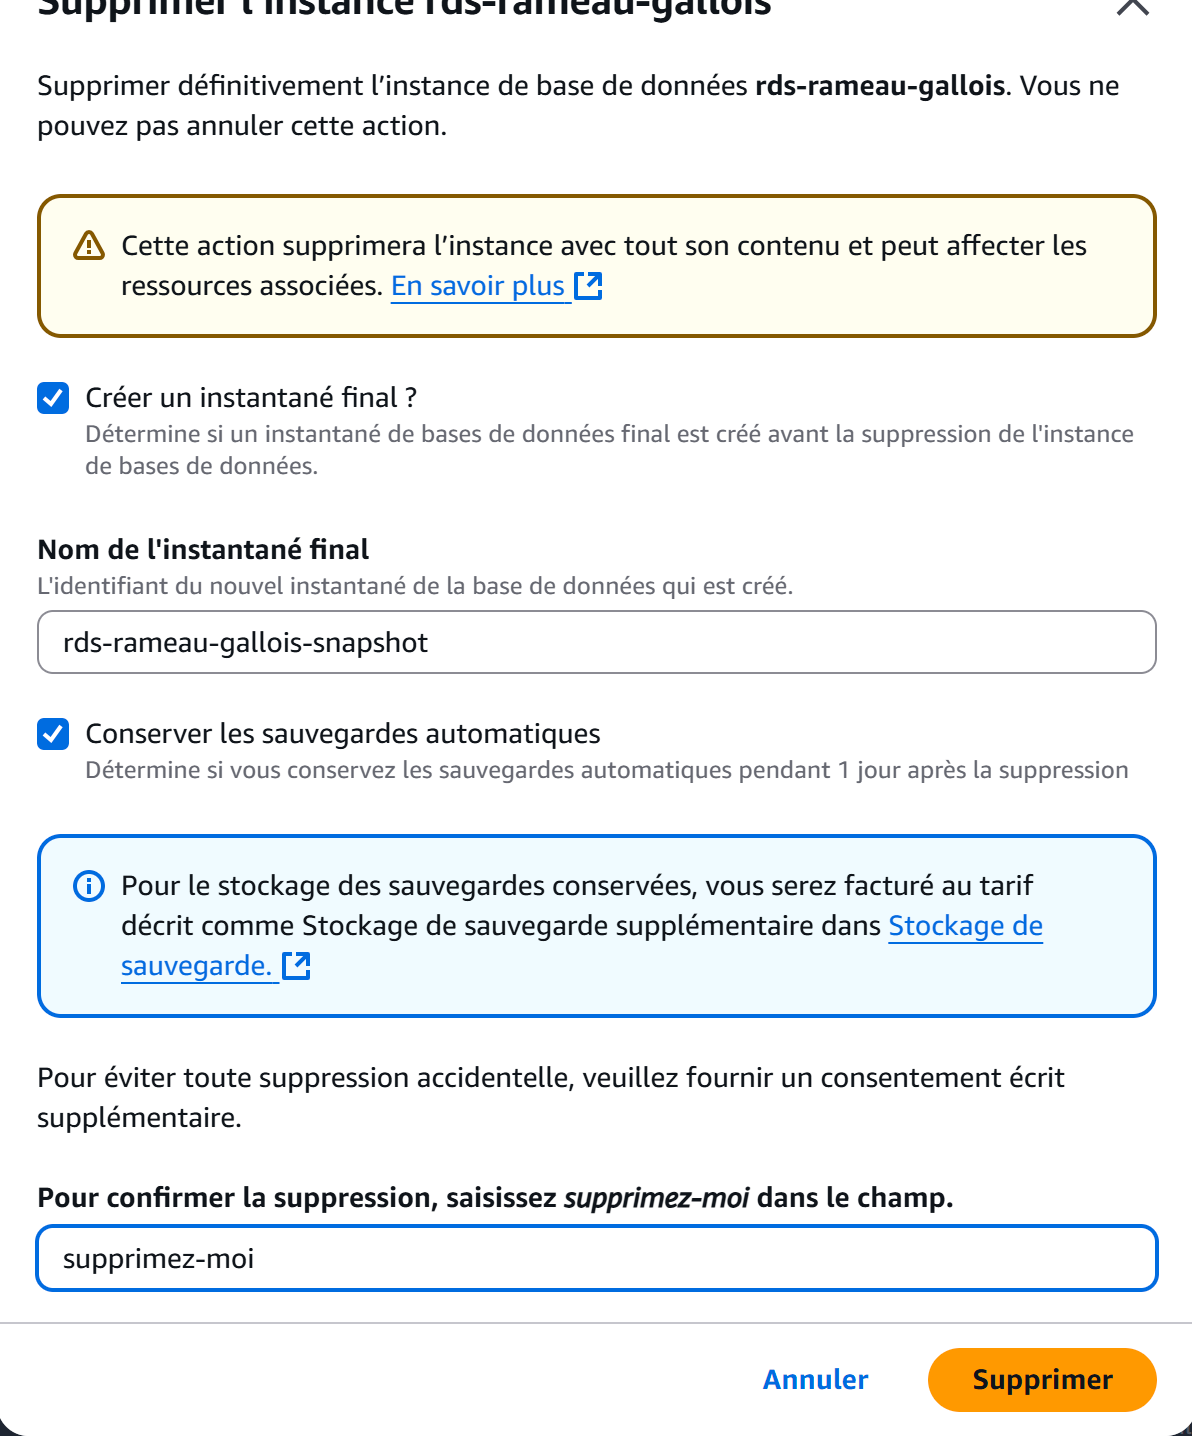 Supprimer l'instance rds-rameau-gallois
Supprimer définitivement l’instance de base de données rds-rameau-gallois. Vous ne
pouvez pas annuler cette action.
Cette action supprimera l’instance avec tout son contenu et peut affecter les
ressources associées. En savoir plus
Créer un instantané final ?
Détermine si un instantané de bases de données final est créé avant la suppression de l'instance
de bases de données.
Nom de l'instantané final
L'identifiant du nouvel instantané de la base de données qui est créé.
rds-rameau-gallois-snapshot
Conserver les sauvegardes automatiques
Détermine si vous conservez les sauvegardes automatiques pendant 1 jour après la suppression
Pour le stockage des sauvegardes conservées, vous serez facturé au tarif
décrit comme Stockage de sauvegarde supplémentaire dans Stockage de
sauvegarde.
Pour éviter toute suppression accidentelle, veuillez fournir un consentement écrit
supplémentaire.
Pour confirmer la suppression, saisissez supprimez-moi dans le champ.
supprimez-moi
Annuler
Supprimer